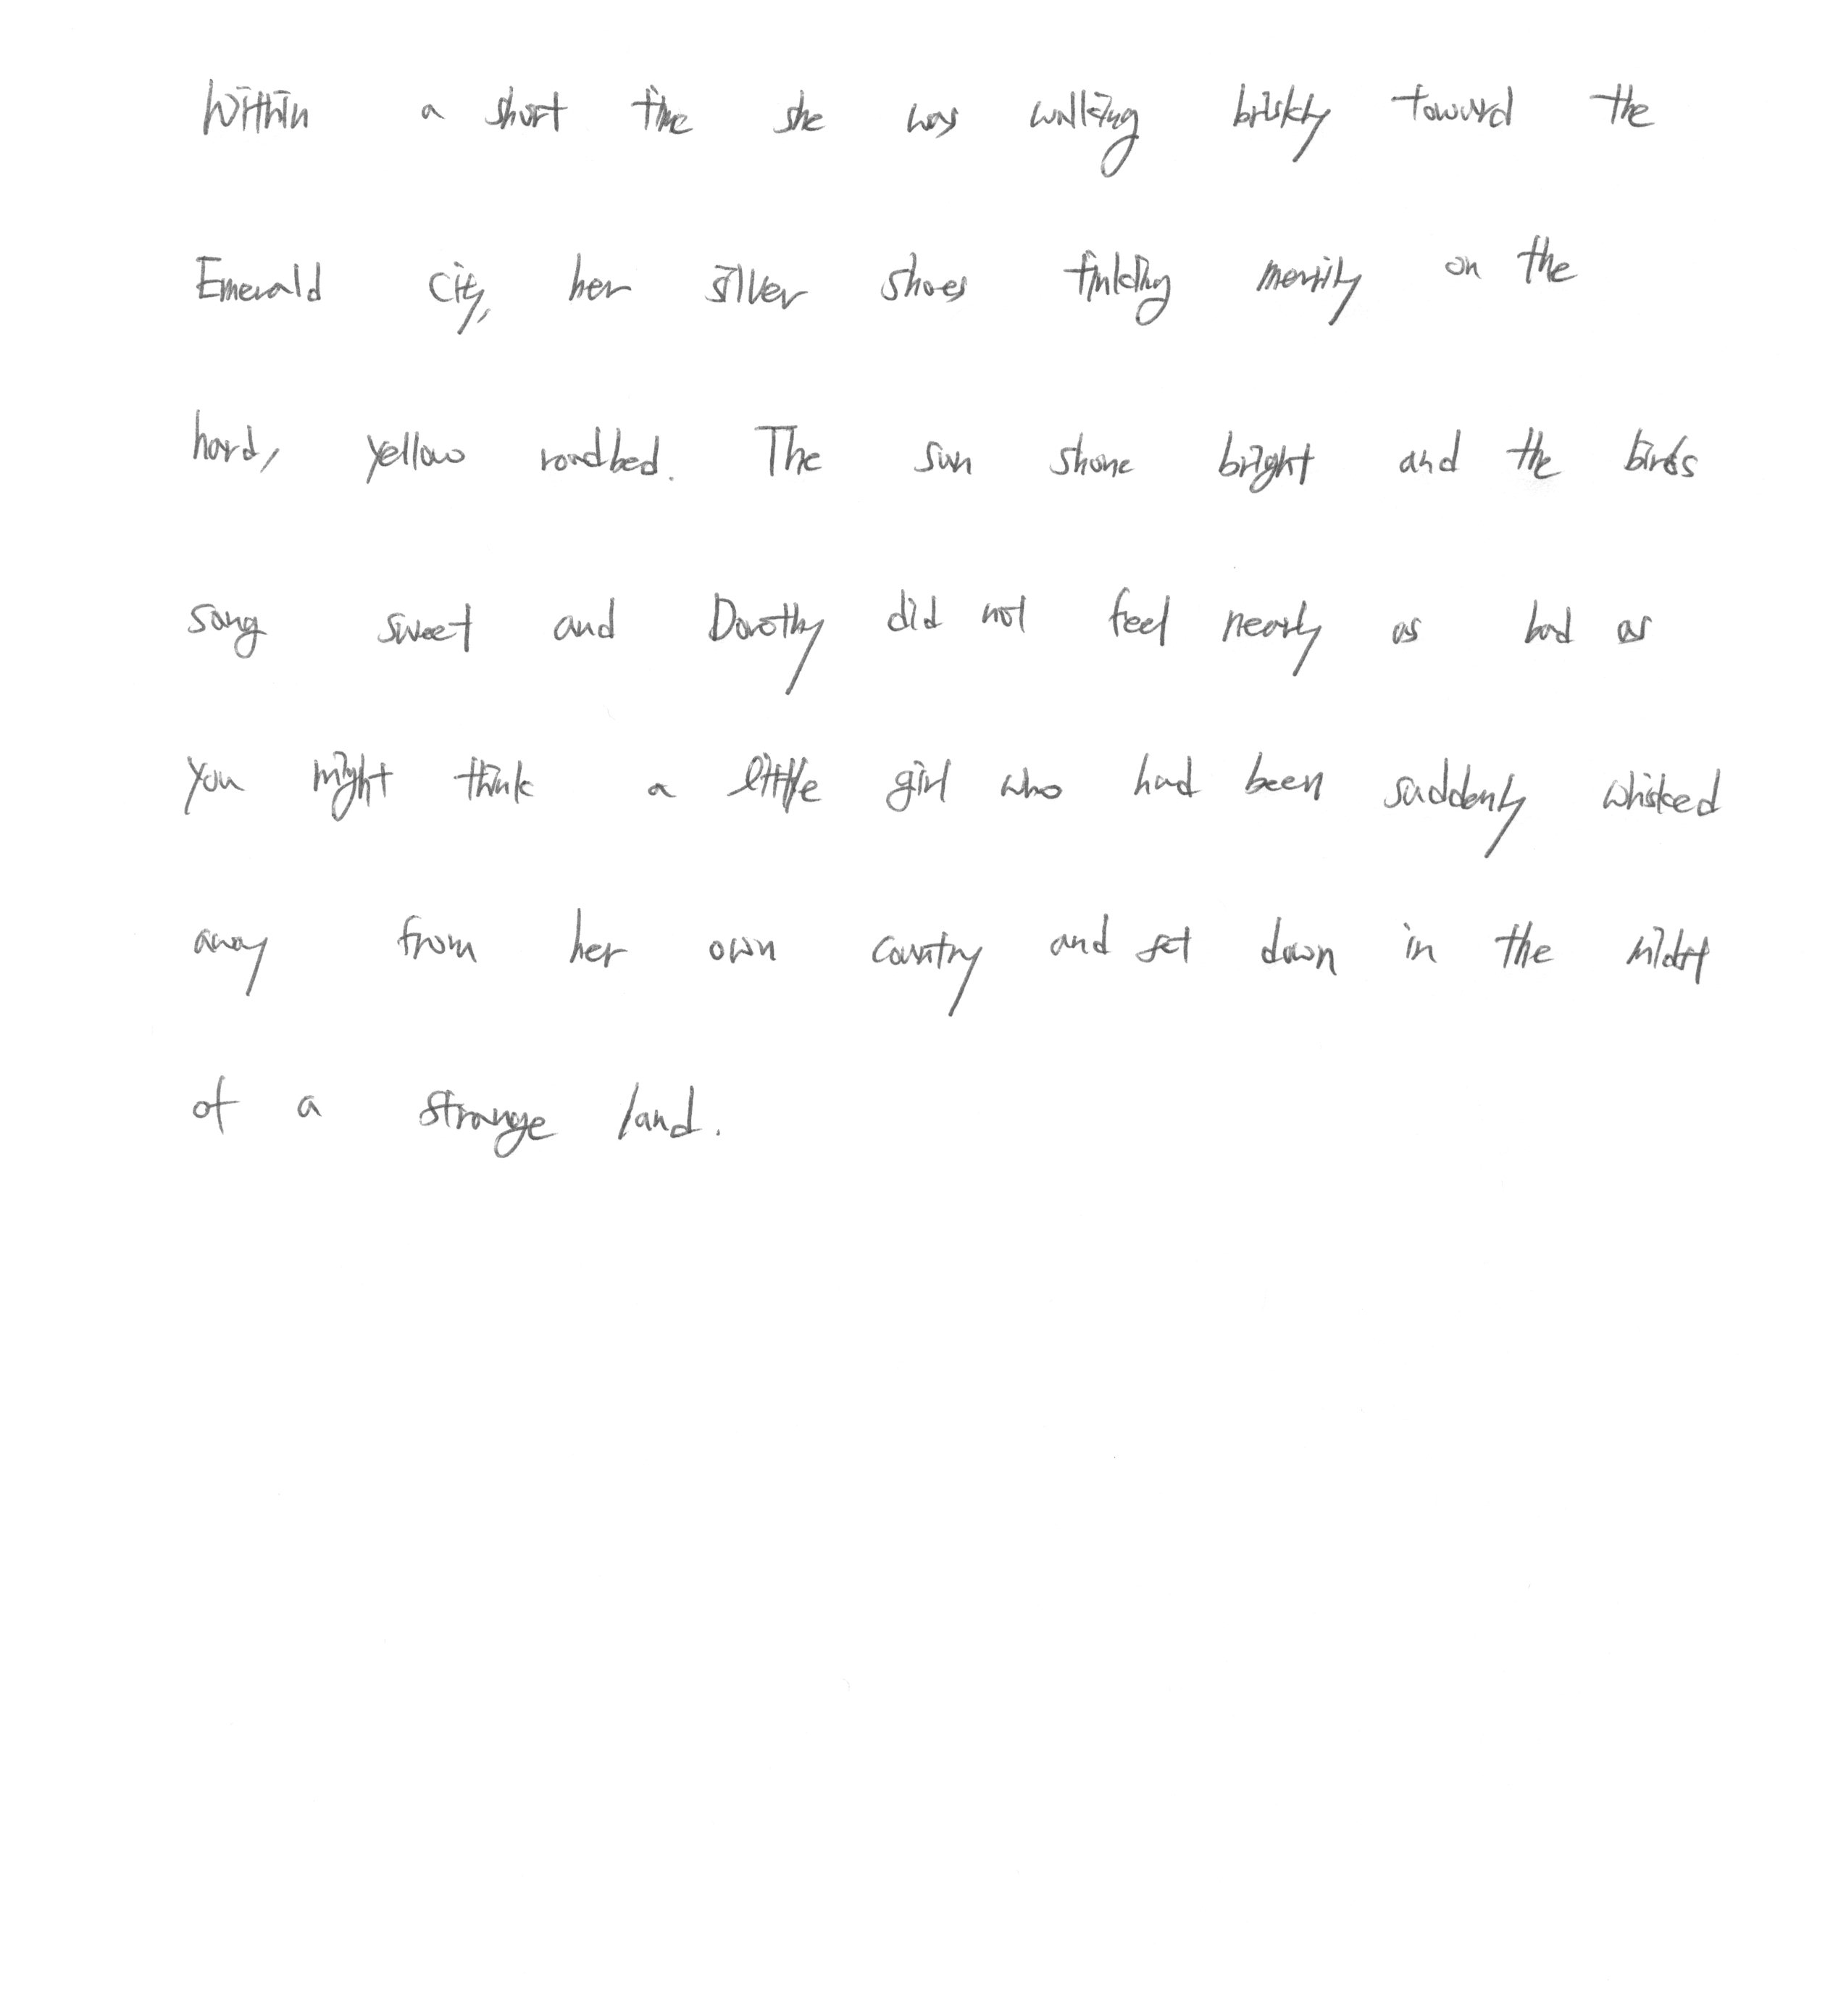 Within a short time she was walking briskly toward the
Emerald City, her silver shoes tinkling merrily on the
hard, yellow roadbed. The sun shone bright and the birds
sang sweet and Dorothy did not feel nearly as bad as
you might think a little girl who had been suddenly whisked
away from her own country and set down in the midst
of a strange land.